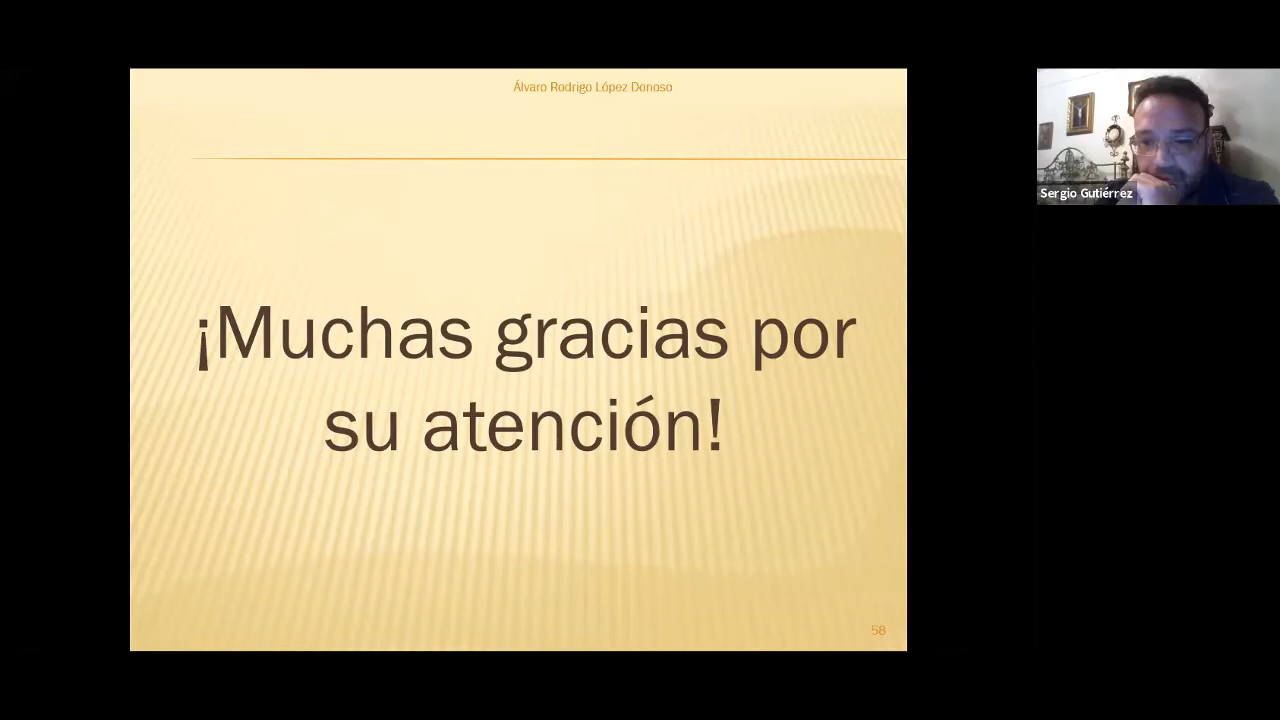 Álvaro Rodrigo López Donoso
¡Muchas gracias por
su atención!
58
Sergio Gutiérrez